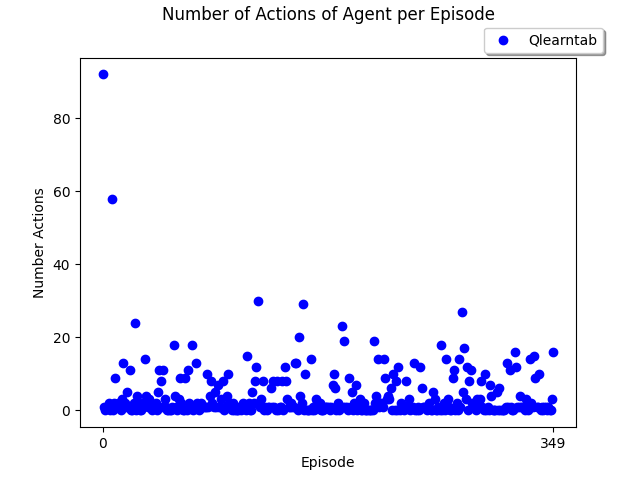 Number of Actions of Agent per Episode
Qlearntab
80
60
40
20
0
Number Actions
0
349
Episode